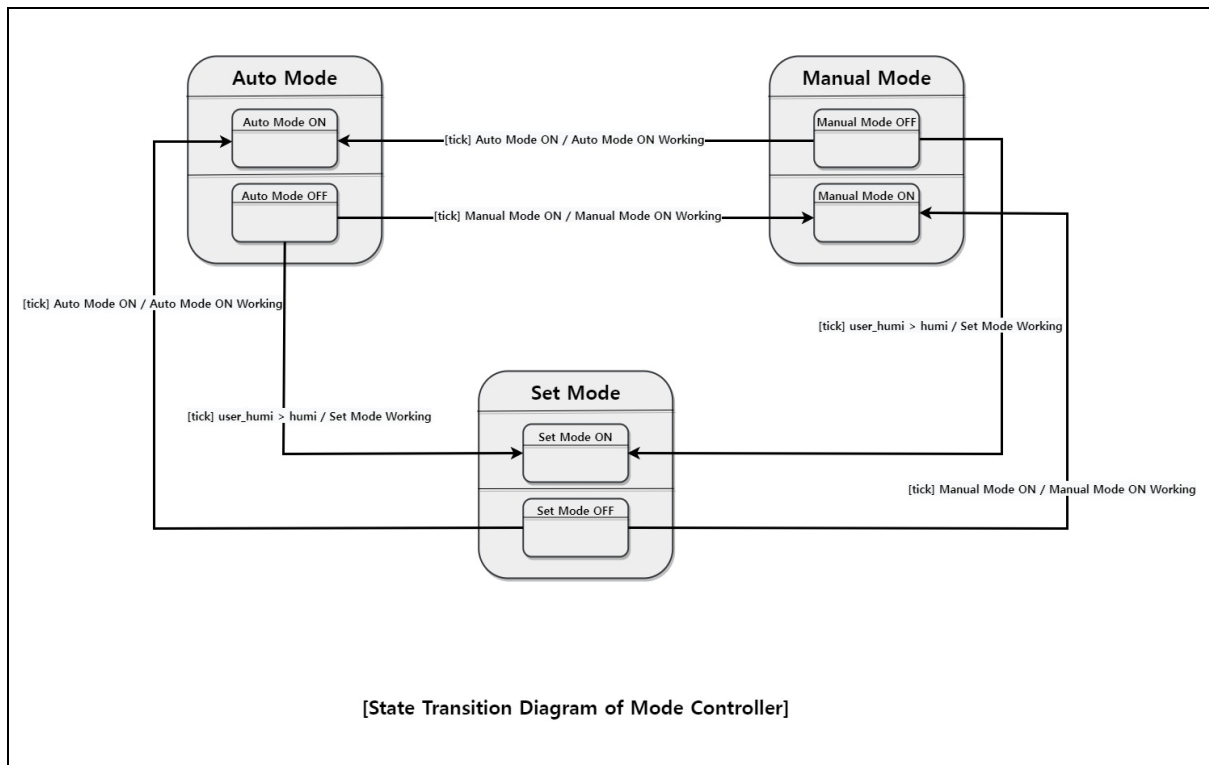 Auto Mode
Manual Mode
Auto Mode ON
Manual Mode OFF
[tick] Auto Mode ON / Auto Mode ON Working
Auto Mode OFF
Manual Mode ON
[tick] Manual Mode ON / Manual Mode ON Working
[tick] Auto Mode ON / Auto Mode ON Working
[tick] user_humi > humi / Set Mode Working
Set Mode
[tick] user_humi > humi / Set Mode Working
Set Mode ON
[tick] Manual Mode ON / Manual Mode ON Working
Set Mode OFF
[State Transition Diagram of Mode Controller]